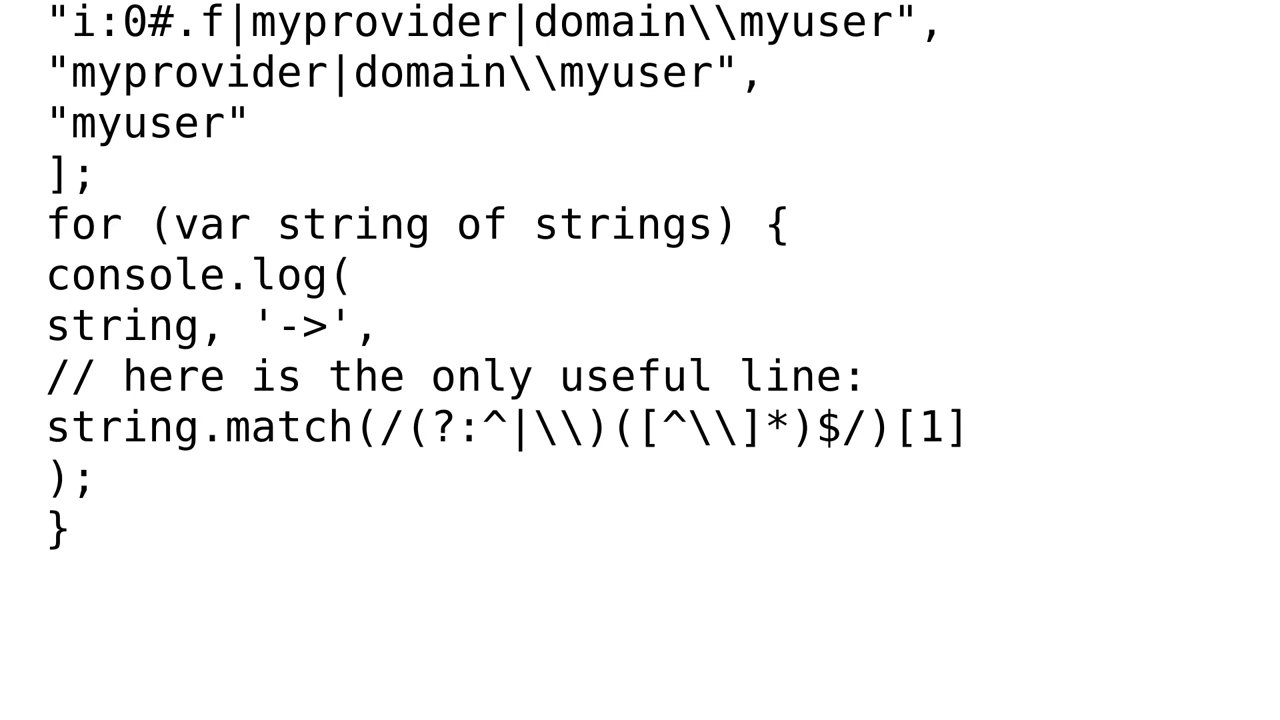 "i:0#.f|myprovider|domain\\myuser",
"myprovider|domain\\myuser",
"myuser"
];
for (var string of strings) {
console.log(
string, '->',
// here is the only useful line:
string.match(/(?:^|\\)([^\\]*)$/)[1]
);
}